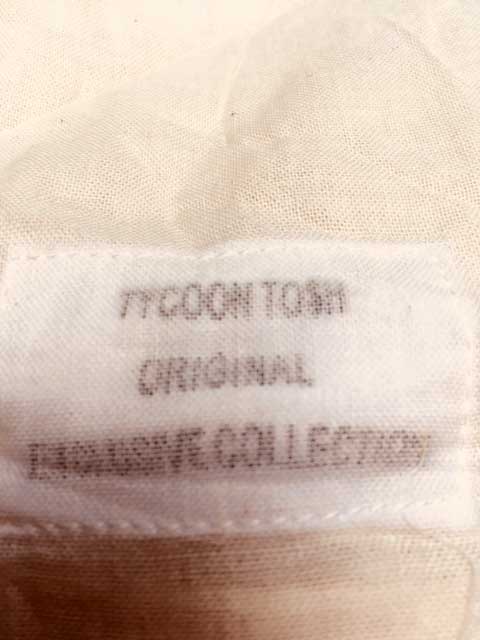 TYCOON TOSH
ORIGINAL
EXCLUSIVE COLLECTION